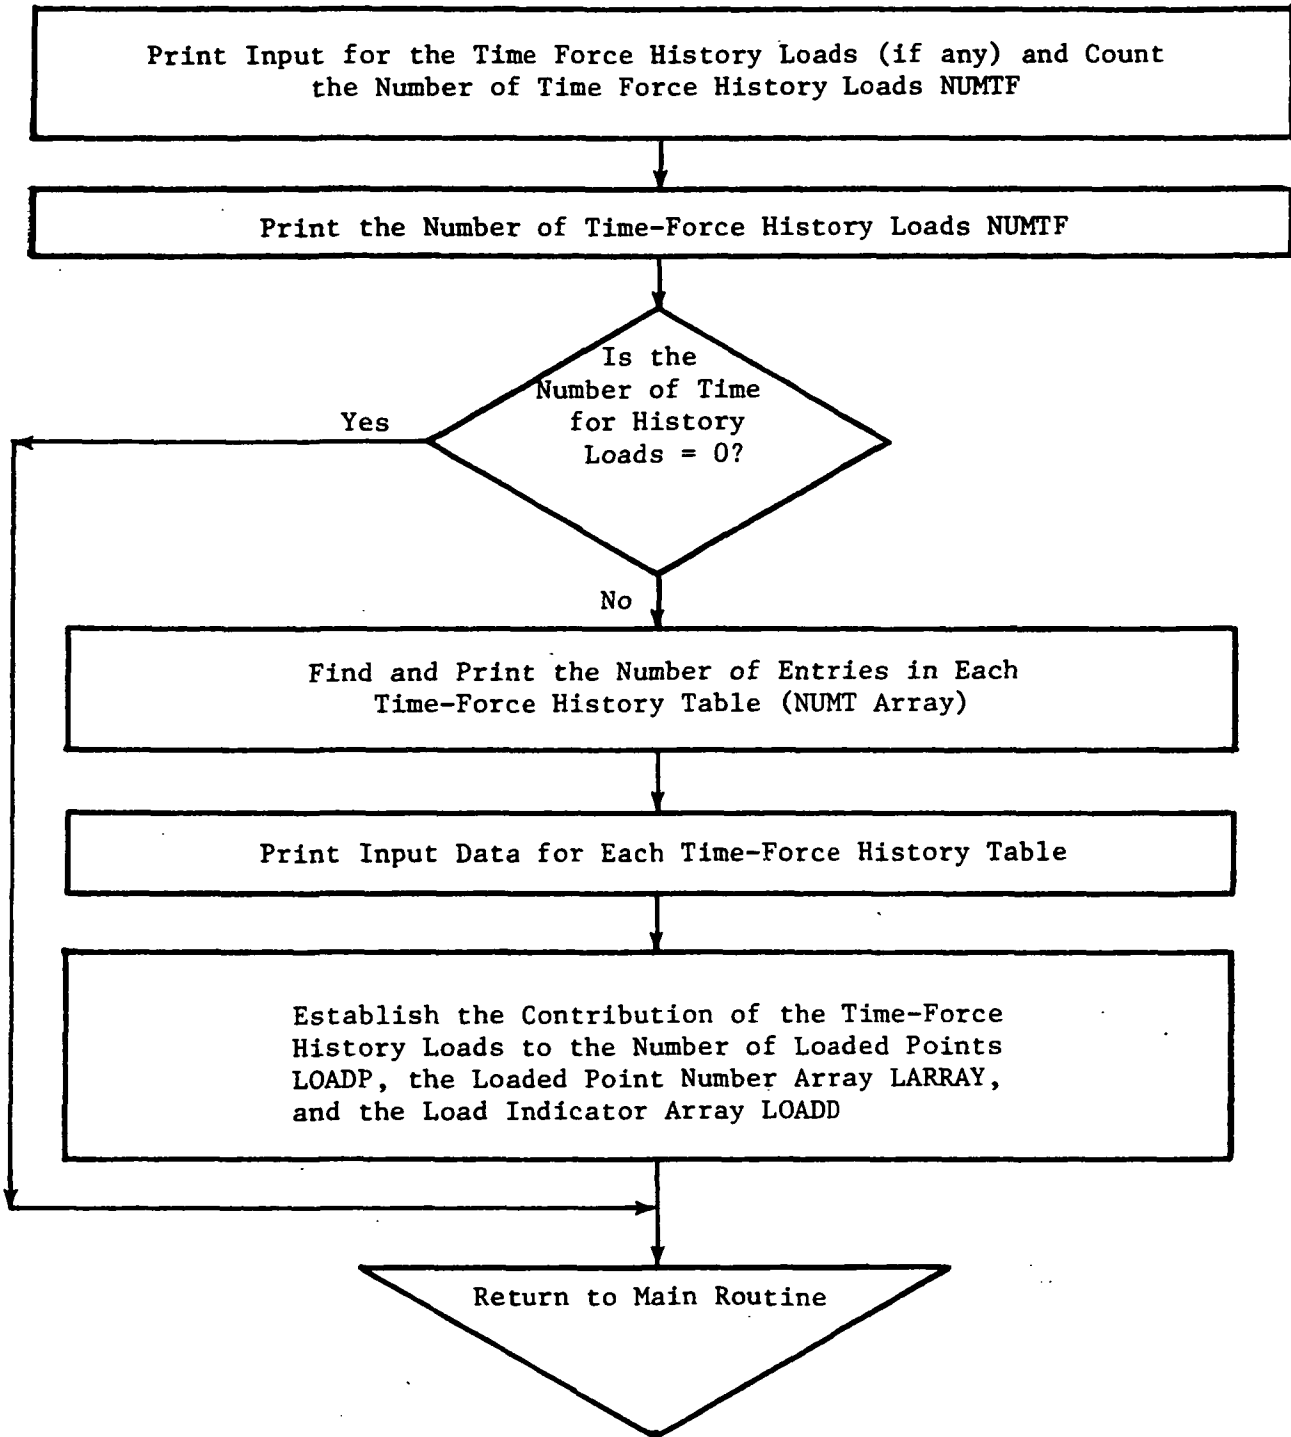 Print Input for the Time Force History Loads (if any) and Count
the Number of Time Force History Loads NUMTF
Print the Number of Time-Force History Loads NUMTF
Is the
Number of Time
for History
Loads = 0?
Yes
No
Find and Print the Number of Entries in Each
Time-Force History Table (NUMT Array)
Print Input Data for Each Time-Force History Table
Establish the Contribution of the Time-Force
History Loads to the Number of Loaded Points
LOADP, the Loaded Point Number Array LARRAY,
and the Load Indicator Array LOADD
Return to Main Routine